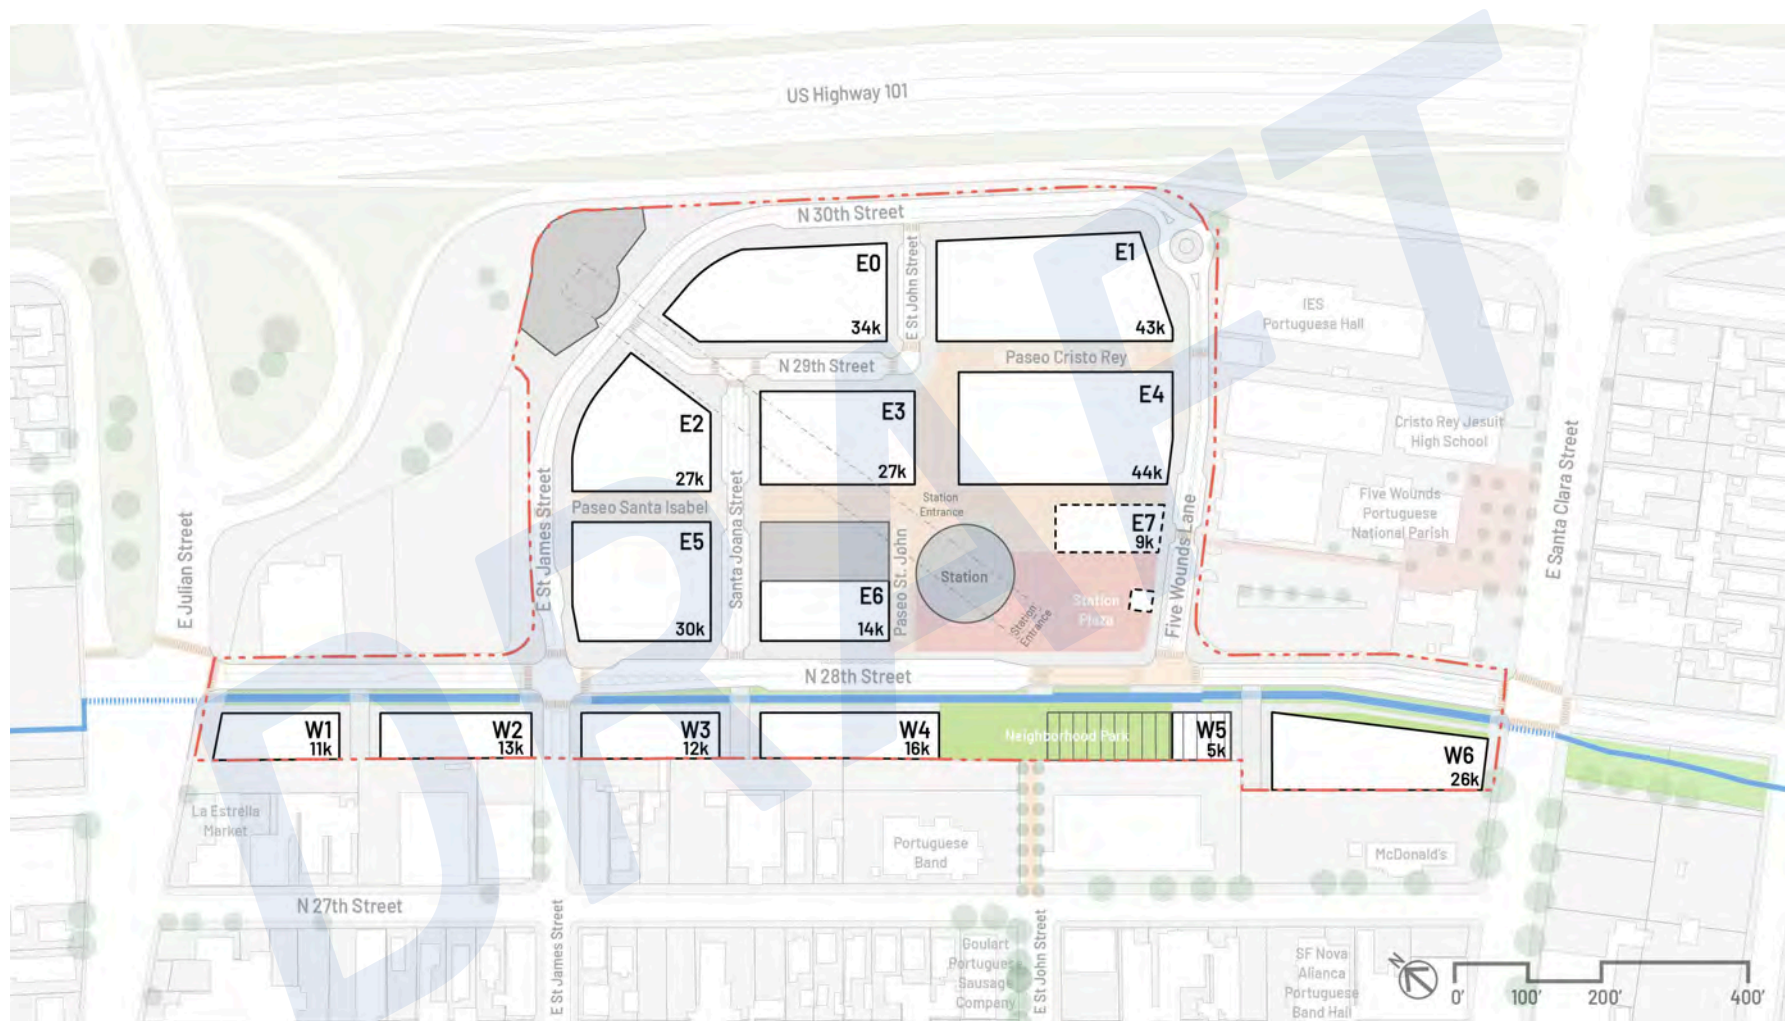 DRAFT
US Highway 101
N 30th Street
E0
34k
E St John Street
E1
43k
IES
Portuguese Hall
N 29th Street
Paseo Cristo Rey
E2
27k
E3
27k
E4
44k
Cristo Rey Jesuit
High School
E Santa Clara Street
E Julian Street
E St James Street
Paseo Santa Isabel
Santa Joana Street
Station
Entrance
E7
9k
Five Wounds Lane
Five Wounds
Portuguese
National Parish
E5
30k
E6
14k
Paseo St. John
Station
Station
Entrance
Station
Plaza
N 28th Street
W1
11k
W2
13k
W3
12k
W4
16k
Neighborhood Park
W5
5k
W6
26k
La Estrella
Market
Portuguese
Band
McDonald's
N 27th Street
E St James Street
Goulart
Portuguese
Sausage
Company
E St John Street
SF Nova
Alianca
Portuguese
Band Hall
N
0' 100' 200' 400'